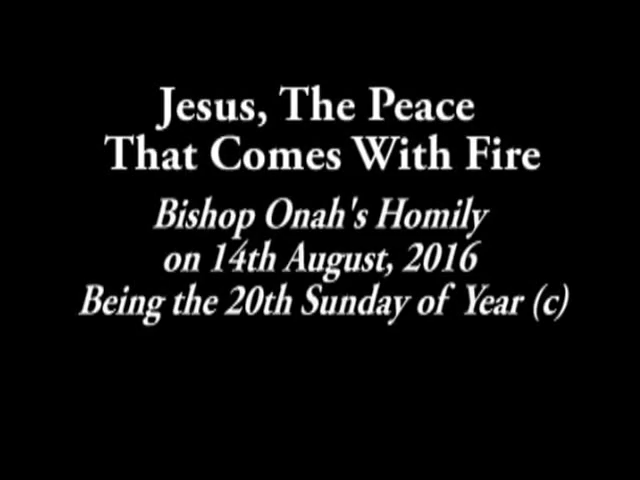 Jesus, The Peace
That Comes With Fire
Bishop Onah's Homily
on 14th August, 2016
Being the 20th Sunday of Year (c)